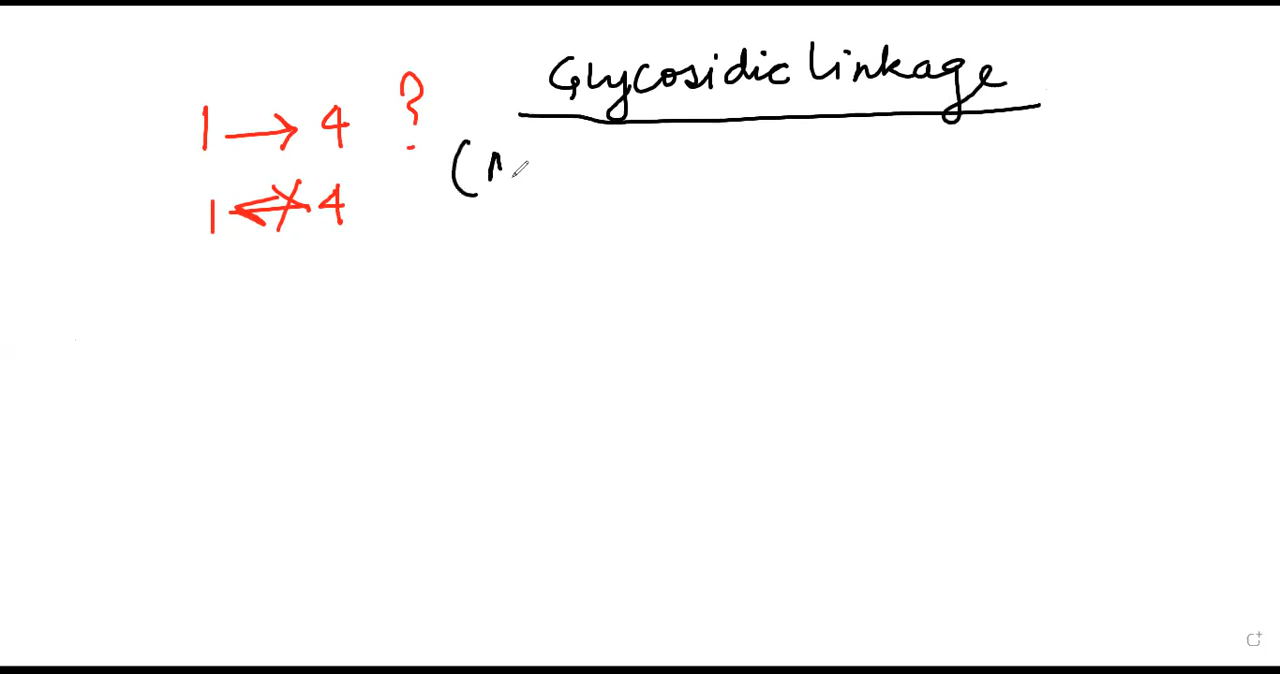 Glycosidic linkage
1 → 4 ?
1 ← 4